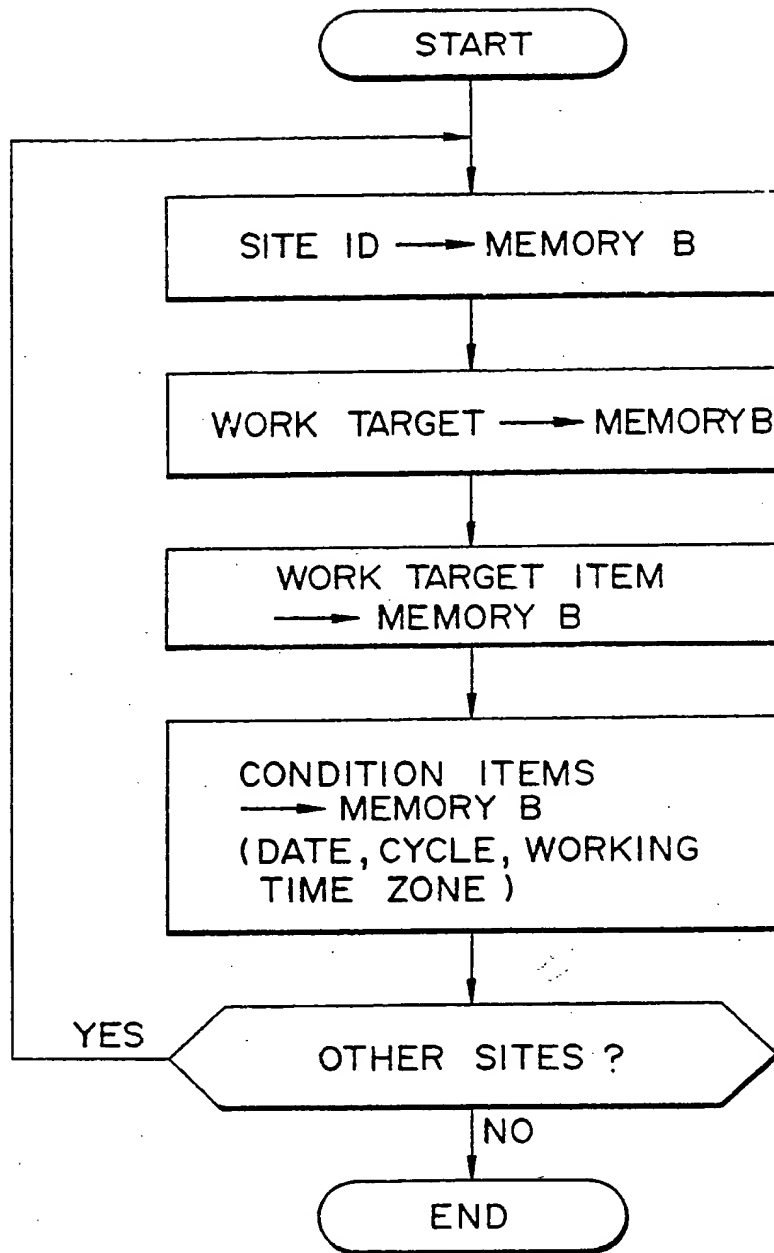 START
SITE ID → MEMORY B
WORK TARGET → MEMORY B
WORK TARGET ITEM
→ MEMORY B
CONDITION ITEMS
→ MEMORY B
(DATE, CYCLE, WORKING
TIME ZONE)
YES
OTHER SITES?
NO
END